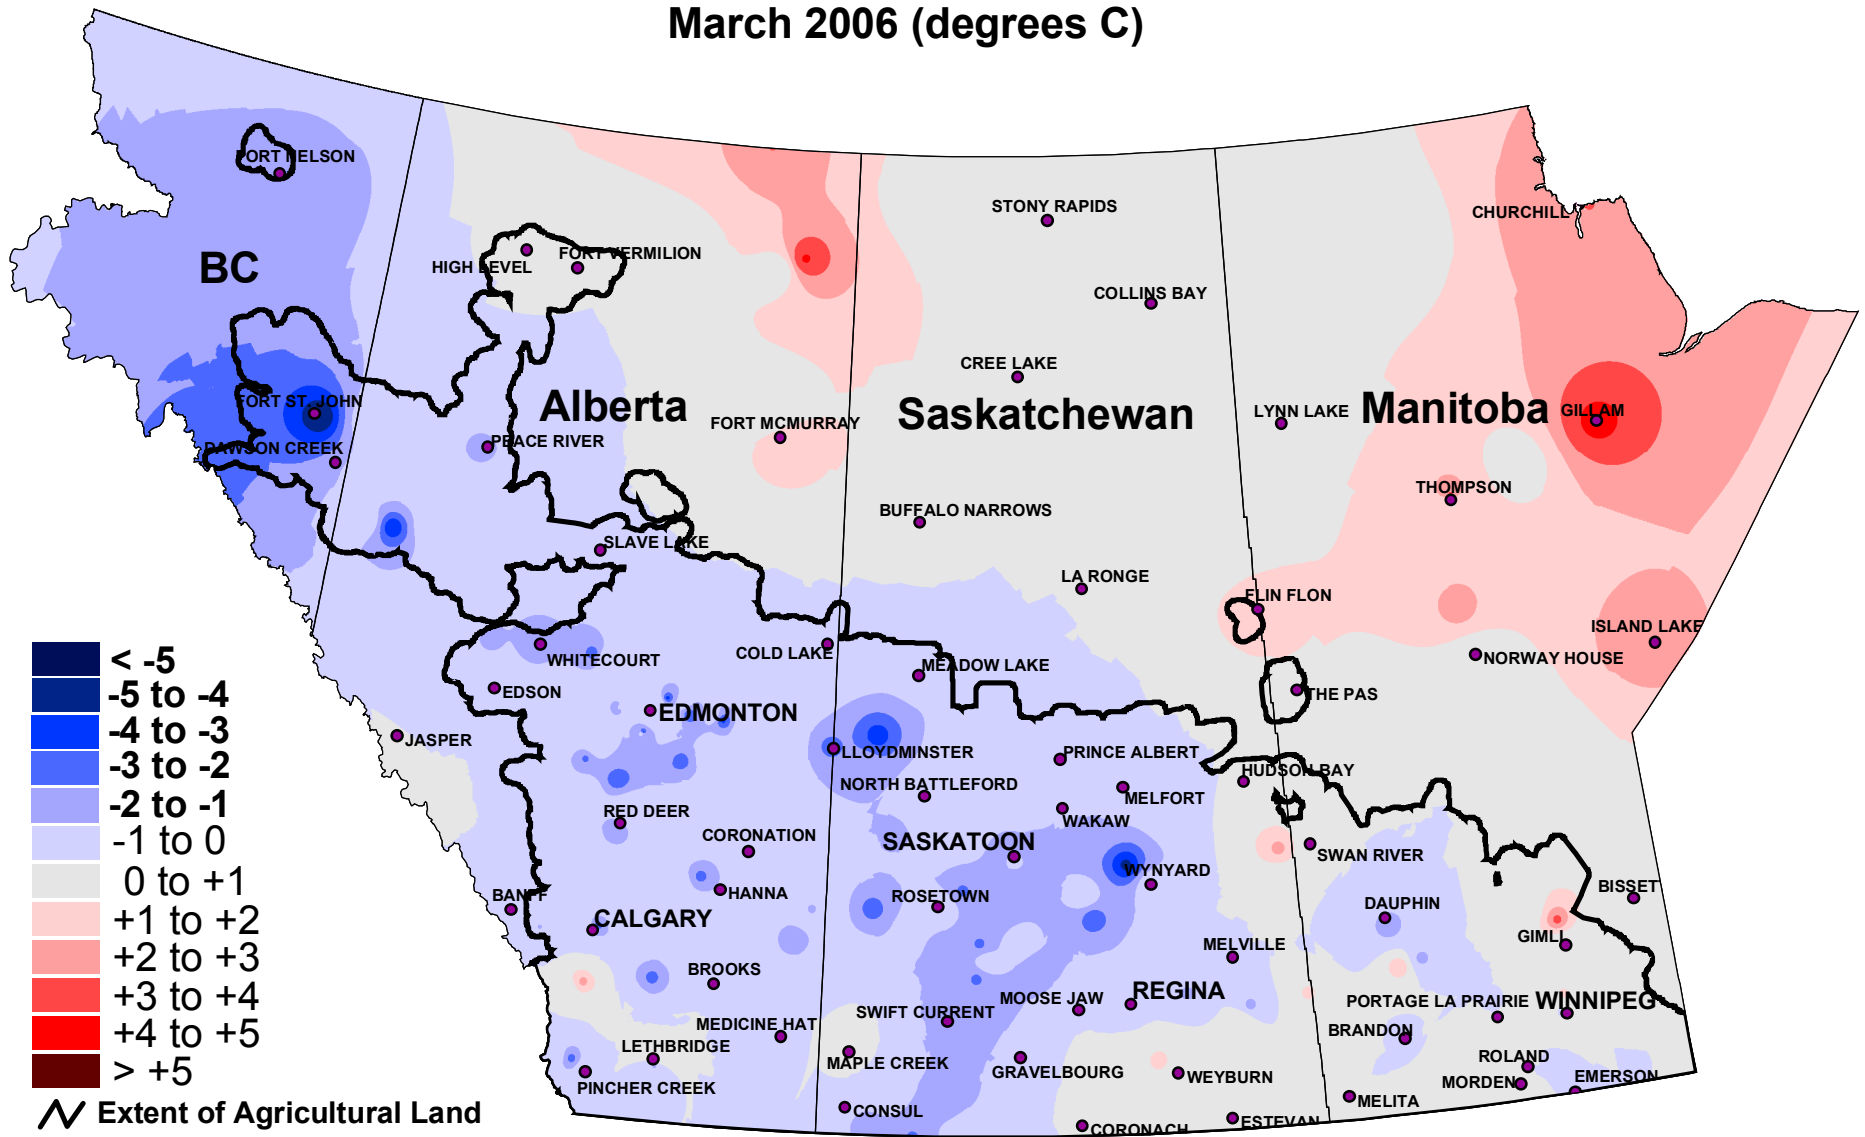 March 2006 (degrees C)
FORT NELSON
STONY RAPIDS
CHURCHILL
BC
HIGH LEVEL
FORT VERMILION
COLLINS BAY
CREE LAKE
FORT ST. JOHN
Alberta
Saskatchewan
Manitoba
LYNN LAKE
GILLAM
FORT MCMURRAY
DAWSON CREEK
PEACE RIVER
THOMPSON
BUFFALO NARROWS
SLAVE LAKE
LA RONGE
FLIN FLON
ISLAND LAKE
WHITECOURT
COLD LAKE
MEADOW LAKE
NORWAY HOUSE
EDSON
THE PAS
EDMONTON
JASPER
LLOYDMINSTER
PRINCE ALBERT
HUDSON BAY
NORTH BATTLEFORD
MELFORT
RED DEER
WAKAW
CORONATION
SASKATOON
SWAN RIVER
WYNYARD
BANFF
HANNA
ROSETOWN
BISSET
DAUPHIN
CALGARY
GIMLI
MELVILLE
BROOKS
REGINA
MOOSE JAW
PORTAGE LA PRAIRIE
WINNIPEG
SWIFT CURRENT
MEDICINE HAT
BRANDON
LETHBRIDGE
MAPLE CREEK
GRAVELBOURG
ROLAND
WEYBURN
MORDEN
EMERSON
PINCHER CREEK
MELITA
CONSUL
ESTEVAN
CORONACH
< -5
-5 to -4
-4 to -3
-3 to -2
-2 to -1
-1 to 0
0 to +1
+1 to +2
+2 to +3
+3 to +4
+4 to +5
> +5
Extent of Agricultural Land